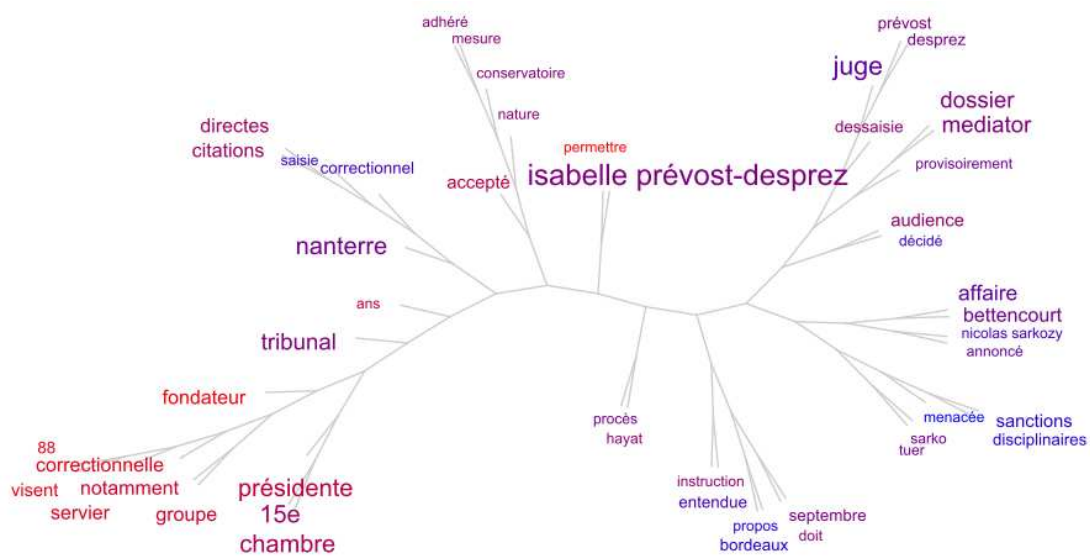 adhéré
mesure
conservatoire
nature
prévost
desprez
juge
dossier
mediator
dessaisie
provisoirement
directes
citations
saisie
correctionnel
permettre
accepté
isabelle prévost-desprez
audience
décidé
nanterre
ans
tribunal
affaire
bettencourt
nicolas sarkozy
annoncé
fondateur
88
correctionnelle
visent
notamment
servier
groupe
présidente
15e
chambre
procès
hayat
menacée
sanctions
disciplinaires
sarko
tuer
instruction
entendue
septembre
doit
propos
bordeaux